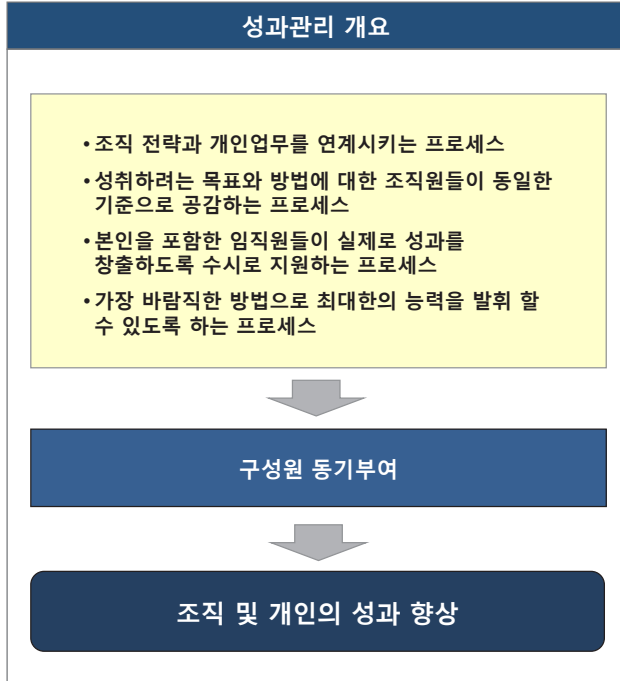 성과관리 개요
•조직 전략과 개인업무를 연계시키는 프로세스
•성취하려는 목표와 방법에 대한 조직원들이 동일한
기준으로 공감하는 프로세스
•본인을 포함한 임직원들이 실제로 성과를
창출하도록 수시로 지원하는 프로세스
•가장 바람직한 방법으로 최대한의 능력을 발휘 할
수 있도록 하는 프로세스
구성원 동기부여
조직 및 개인의 성과 향상